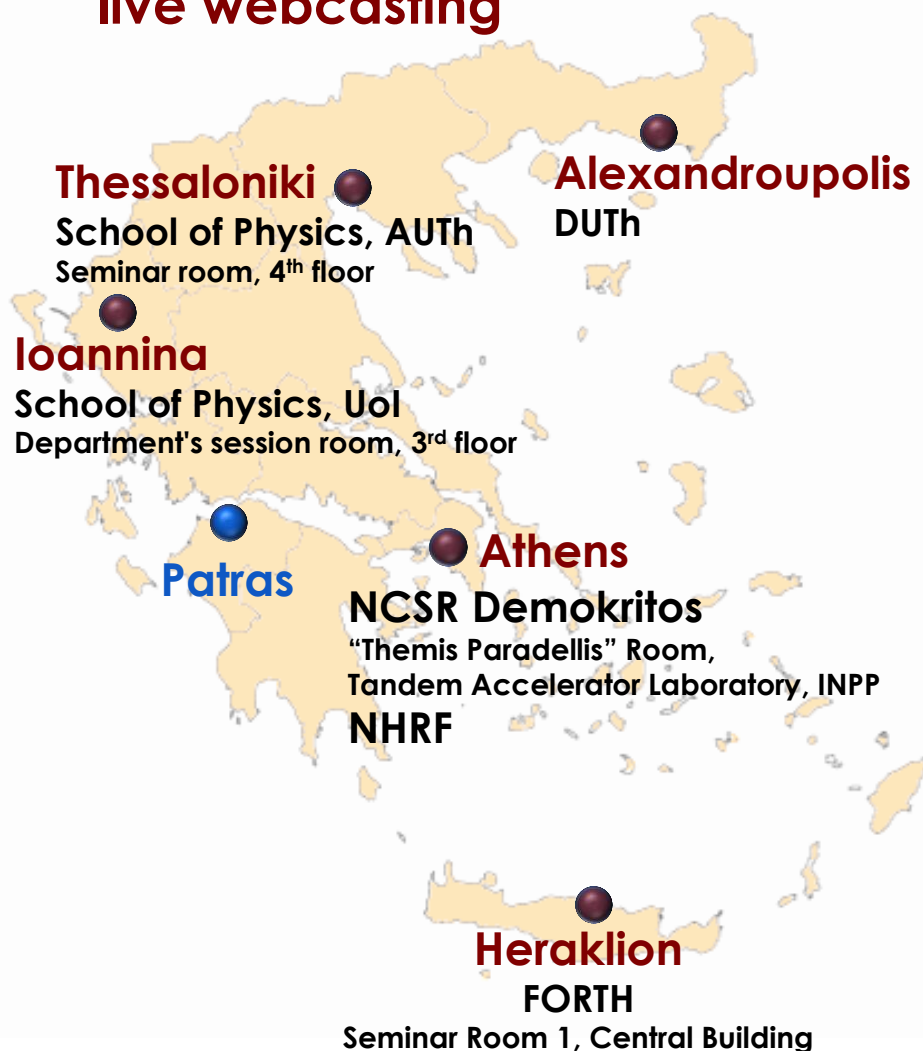 live webcasting
Thessaloniki
School of Physics, AUTh
Seminar room, 4th floor
Alexandroupolis
DUTh
Ioannina
School of Physics, UoI
Department's session room, 3rd floor
Patras
Athens
NCSR Demokritos
“Themis Paradellis” Room,
Tandem Accelerator Laboratory, INPP
NHRF
Heraklion
FORTH
Seminar Room 1, Central Building